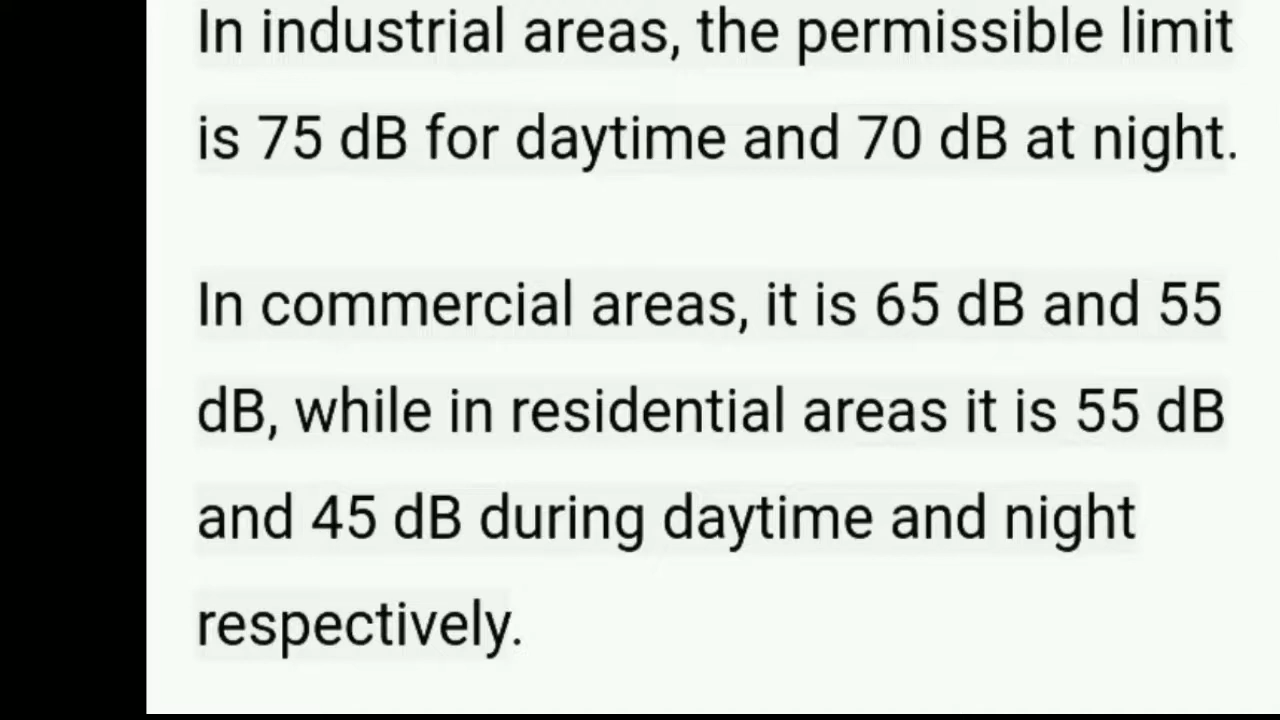 In industrial areas, the permissible limit
is 75 dB for daytime and 70 dB at night.
In commercial areas, it is 65 dB and 55
dB, while in residential areas it is 55 dB
and 45 dB during daytime and night
respectively.